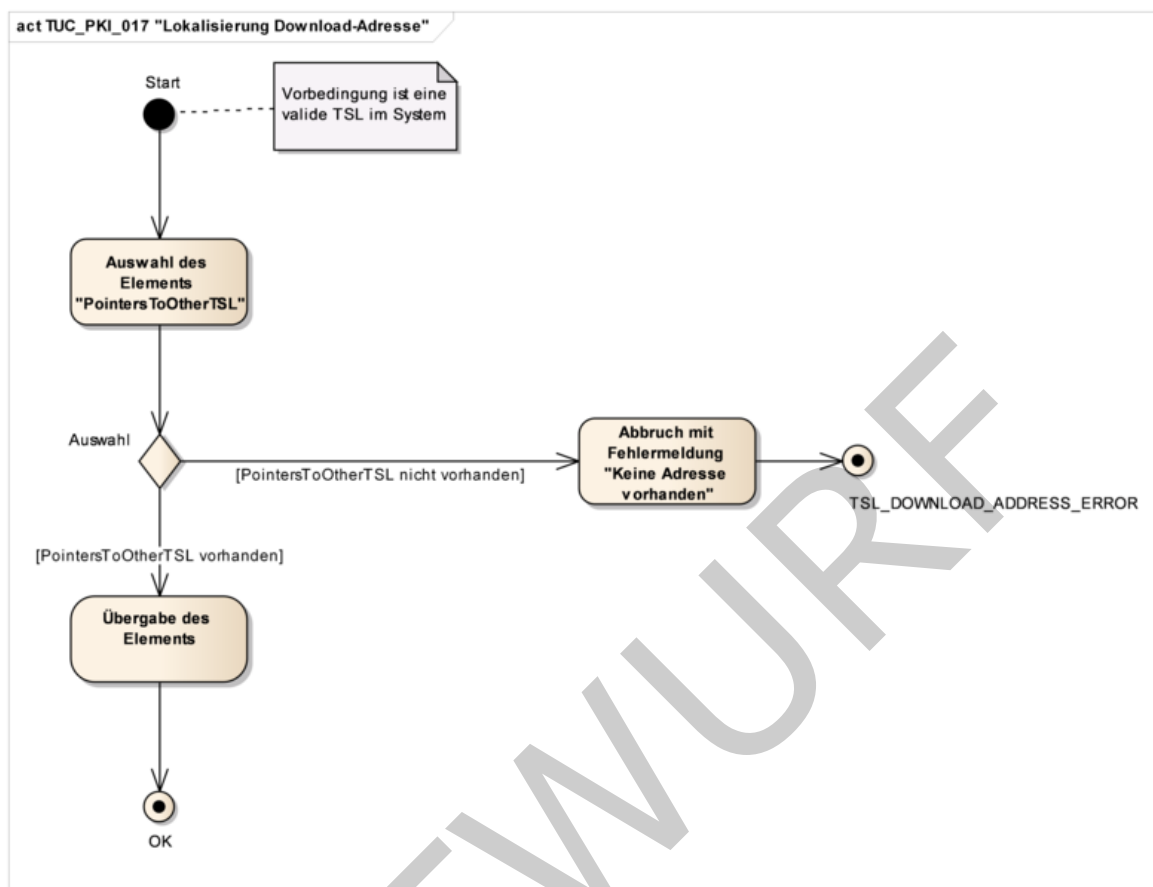 act TUC_PKI_017 "Lokalisierung Download-Adresse"
Start
Vorbedingung ist eine
valide TSL im System
Auswahl des
Elements
"PointersToOtherTSL"
Auswahl
[PointersToOtherTSL nicht vorhanden]
Abbruch mit
Fehlermeldung
"Keine Adresse
vorhanden"
TSL_DOWNLOAD_ADDRESS_ERROR
[PointersToOtherTSL vorhanden]
Übergabe des
Elements
OK
TWURF